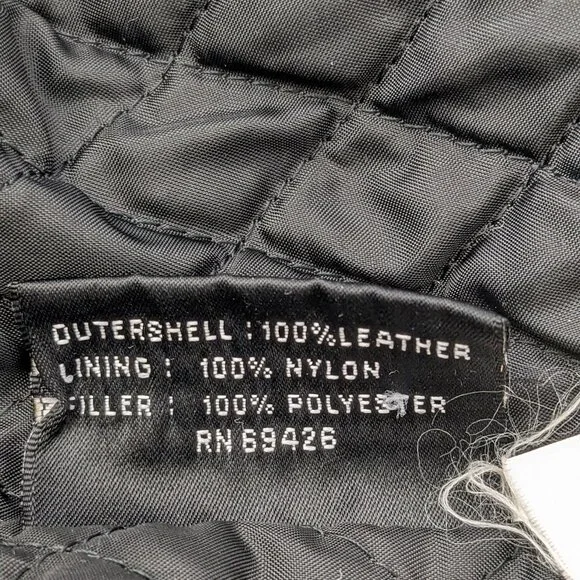 OUTERSHELL : 100% LEATHER
LINING : 100% NYLON
FILLER : 100% POLYESTER
RN 69426